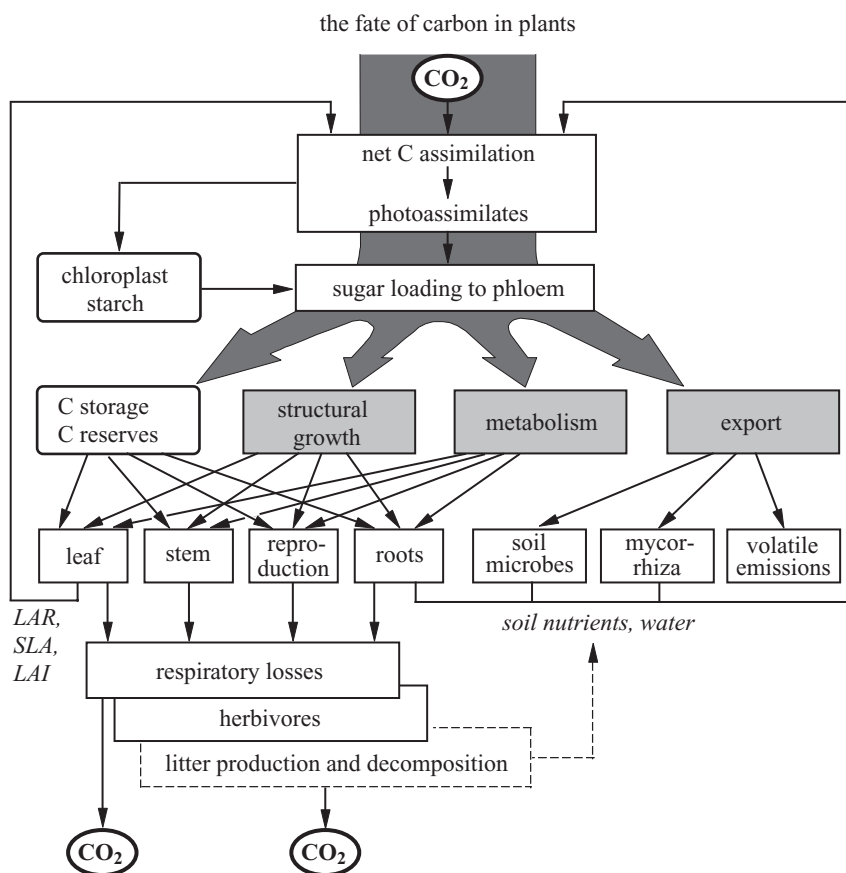 the fate of carbon in plants
CO₂
net C assimilation
photoassimilates
chloroplast
starch
sugar loading to phloem
C storage
C reserves
structural
growth
metabolism
export
leaf
stem
repro-
duction
roots
soil
microbes
mycor-
rhiza
volatile
emissions
LAR,
SLA,
LAI
soil nutrients, water
respiratory losses
herbivores
litter production and decomposition
CO₂
CO₂